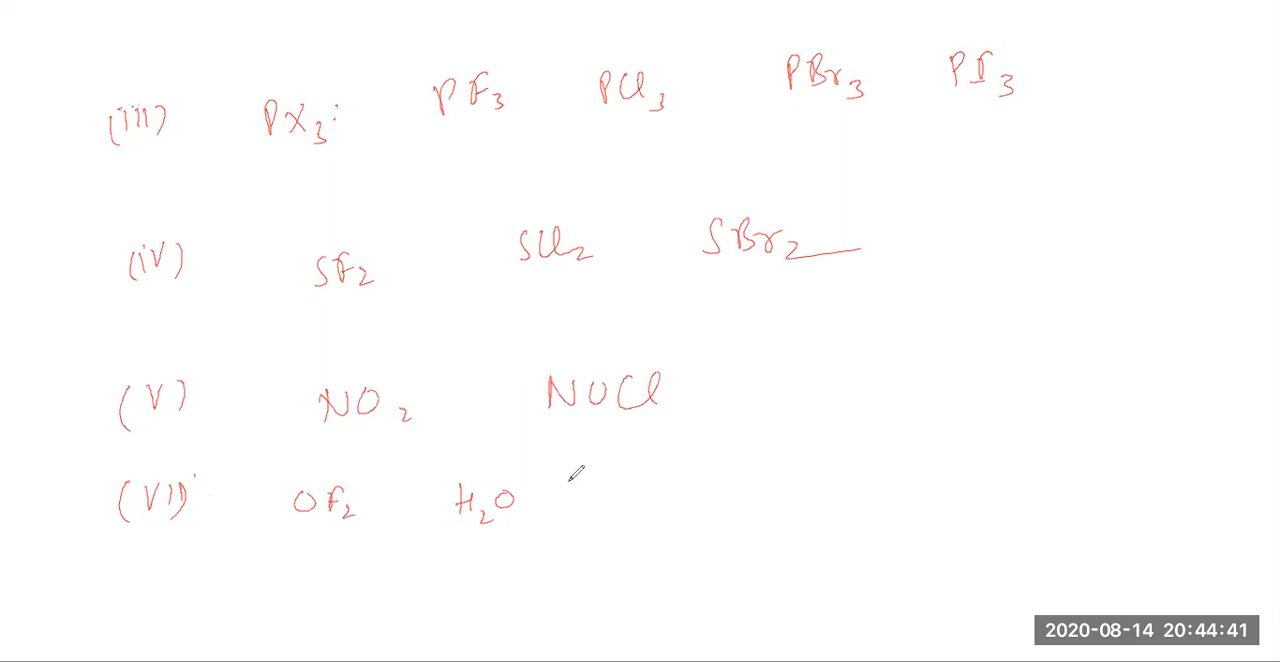 (iii) PX3: PF3 PCl3 PBr3 PI3
(iv) SF2 SCl2 SBr2
(V) NO2 NOCl
(VI) OF2 H2O
2020-08-14 20:44:41